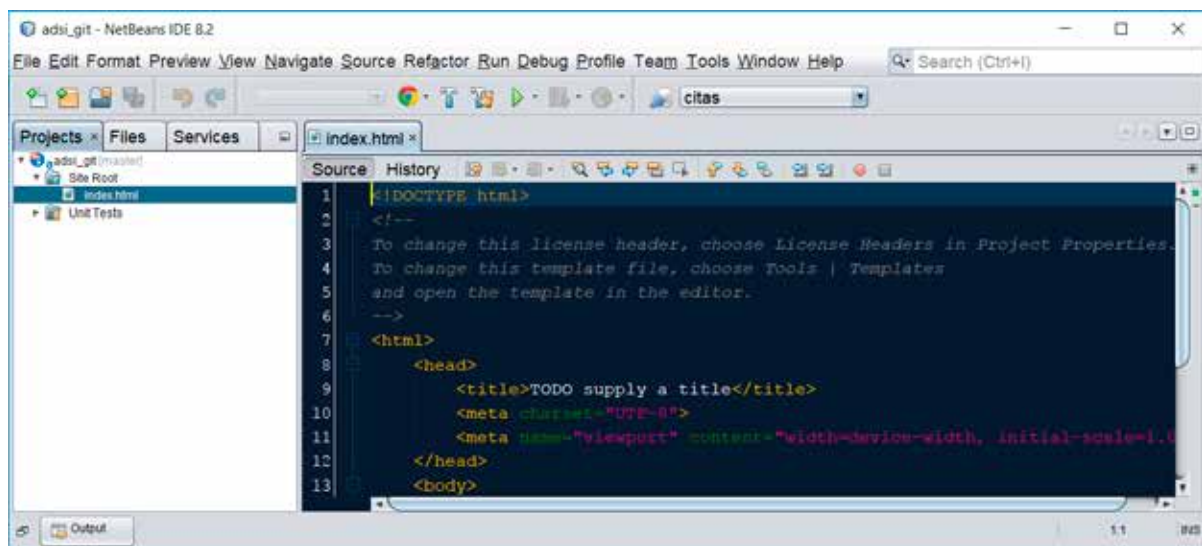 adsi_git - NetBeans IDE 8.2
File Edit Format Preview View Navigate Source Refactor Run Debug Profile Team Tools Window Help
Search (Ctrl+I)
citas
Projects Files Services
index.html
adsi_git [master]
Site Root
index.html
Unit Tests
Source History
1 <!DOCTYPE html>
2 <!--
3 To change this license header, choose License Headers in Project Properties.
4 To change this template file, choose Tools | Templates
5 and open the template in the editor.
6 -->
7 <html>
8 <head>
9 <title>TODO supply a title</title>
10 <meta charset="UTF-8">
11 <meta name="viewport" content="width=device-width, initial-scale=1.0
12 </head>
13 <body>
Output
1:1
INS